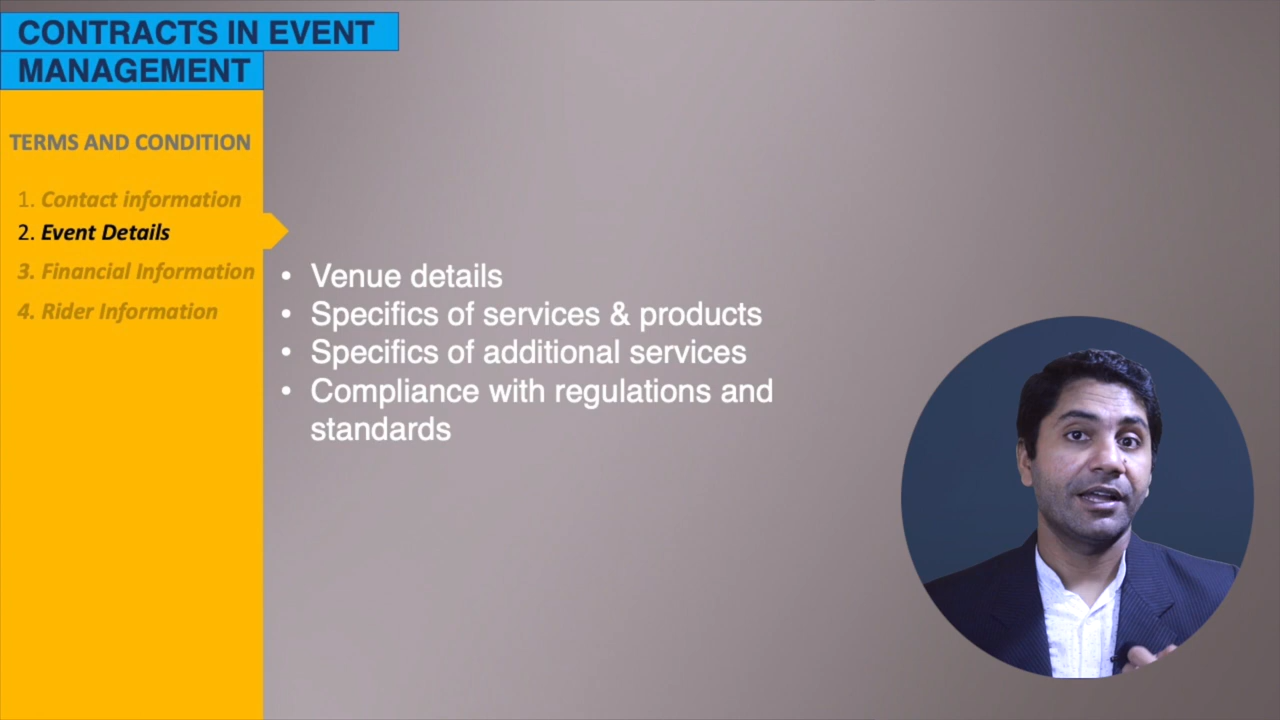 CONTRACTS IN EVENT
MANAGEMENT
TERMS AND CONDITION
1. Contact information
2. Event Details
3. Financial Information
4. Rider Information
• Venue details
• Specifics of services & products
• Specifics of additional services
• Compliance with regulations and
standards